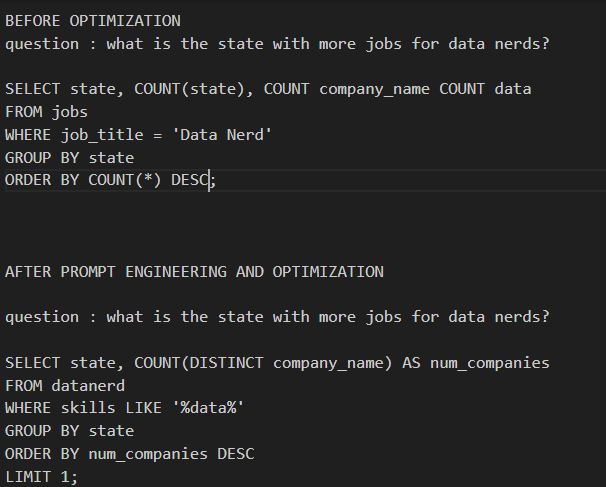 BEFORE OPTIMIZATION
question : what is the state with more jobs for data nerds?
SELECT state, COUNT(state), COUNT company_name COUNT data
FROM jobs
WHERE job_title = 'Data Nerd'
GROUP BY state
ORDER BY COUNT(*) DESC;
AFTER PROMPT ENGINEERING AND OPTIMIZATION
question : what is the state with more jobs for data nerds?
SELECT state, COUNT(DISTINCT company_name) AS num_companies
FROM datanerd
WHERE skills LIKE '%data%'
GROUP BY state
ORDER BY num_companies DESC
LIMIT 1;